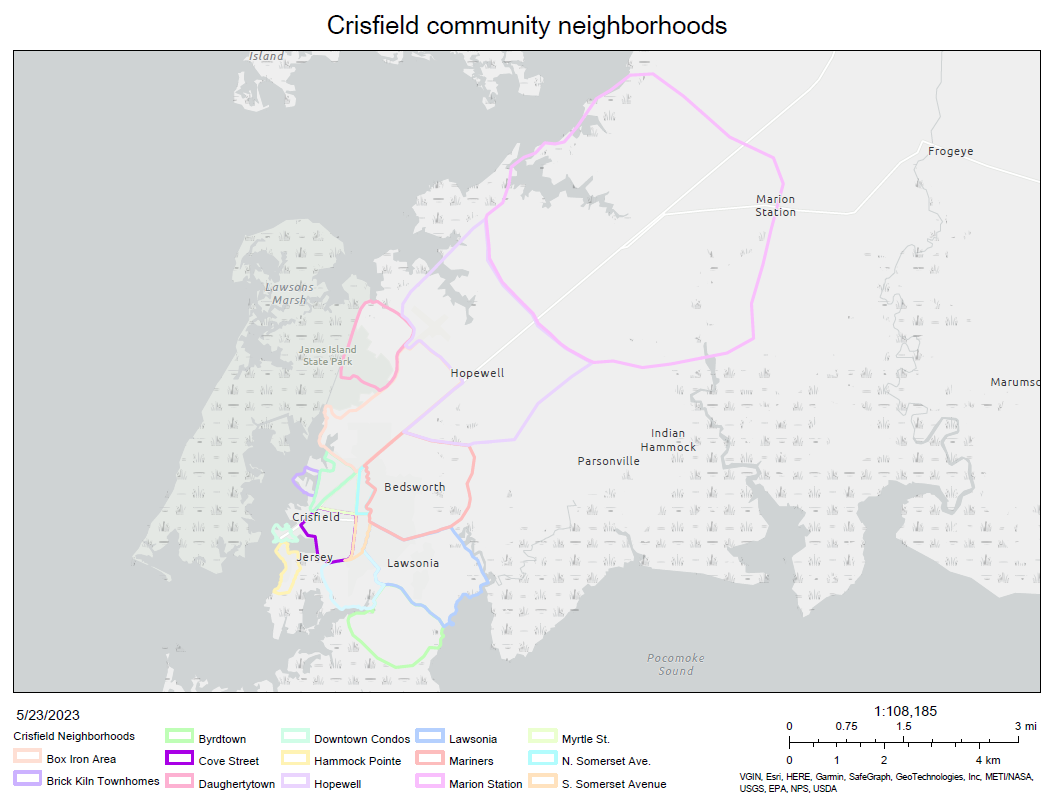 Crisfield community neighborhoods
Island
Frogeye
Marion
Station
Lawsons
Marsh
Janes Island
State Park
Hopewell
Marumsc
Indian
Hammock
Parsonville
Bedsworth
Crisfield
Jersey
Lawsonia
Pocomoke
Sound
5/23/2023
Crisfield Neighborhoods
Box Iron Area
Brick Kiln Townhomes
Byrdtown
Cove Street
Daughertytown
Downtown Condos
Hammock Pointe
Hopewell
Lawsonia
Mariners
Marion Station
Myrtle St.
N. Somerset Ave.
S. Somerset Avenue
1:108,185
0 0.75 1.5 3 mi
0 1 2 4 km
VGIN, Esri, HERE, Garmin, SafeGraph, GeoTechnologies, Inc, METI/NASA,
USGS, EPA, NPS, USDA